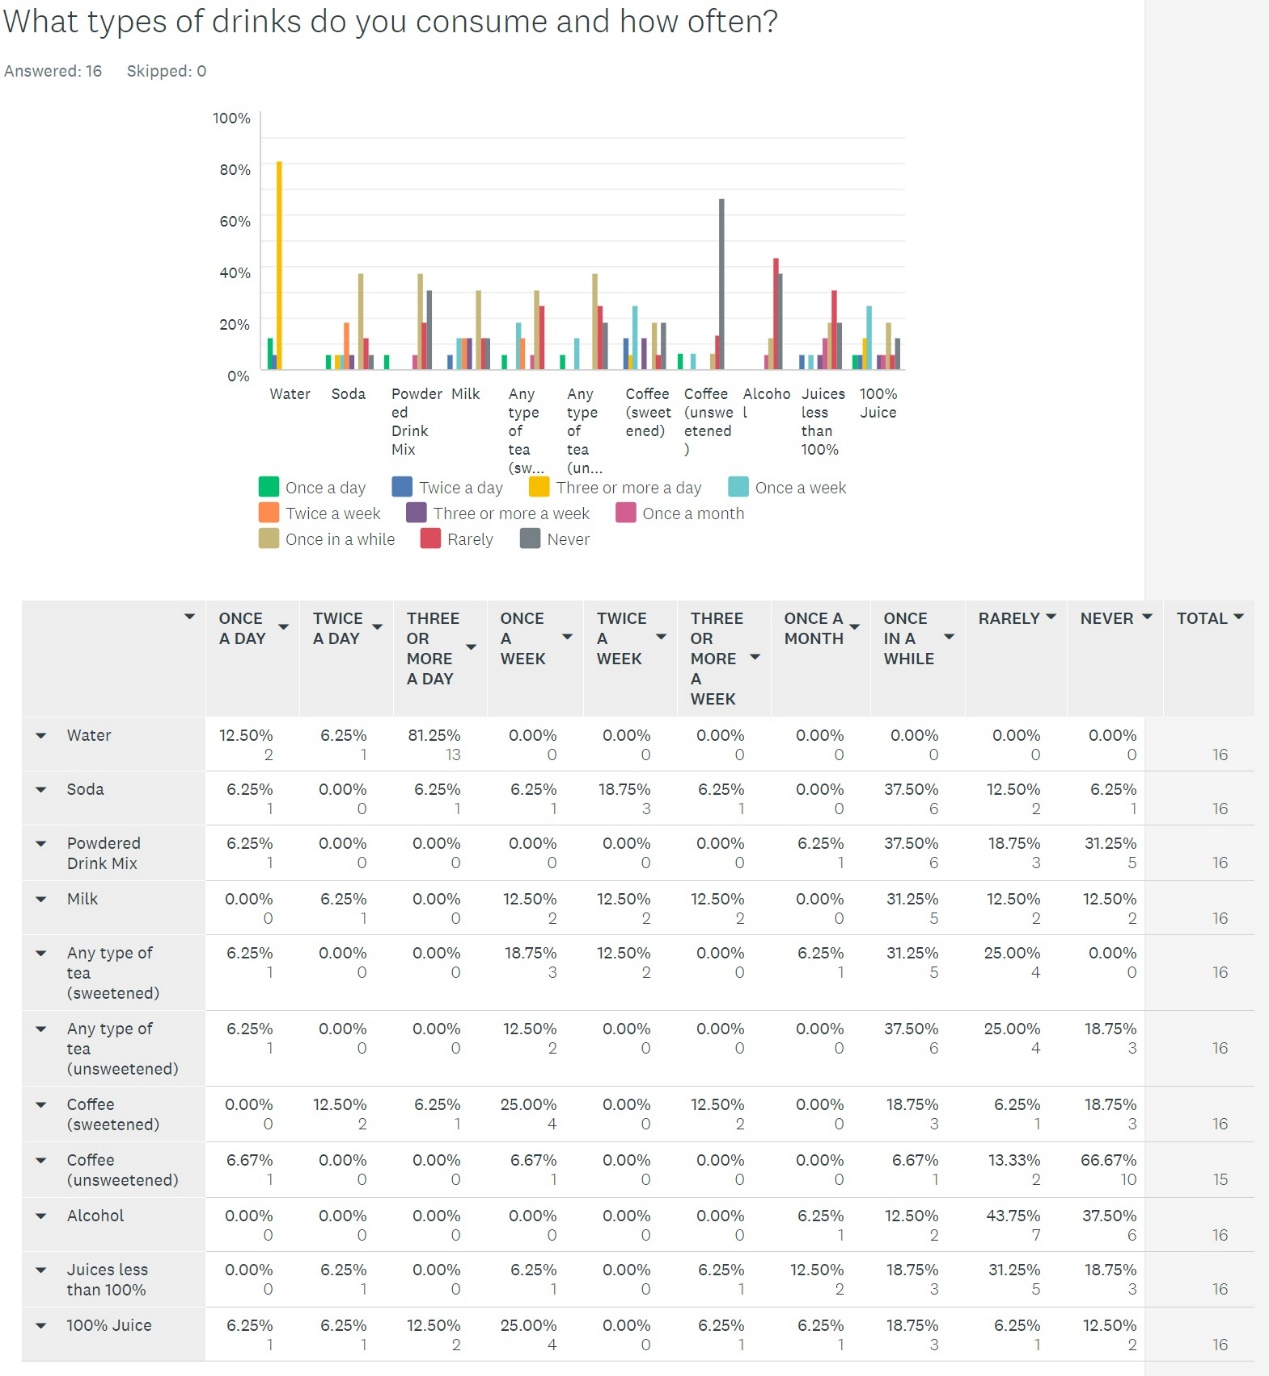 What types of drinks do you consume and how often?
Answered: 16 Skipped: 0
100%
80%
60%
40%
20%
0%
Water Soda Powder Milk Any Any Coffee Coffee Alcoho Juices 100%
ed type type (sweet (unswe l less Juice
Drink of of ened) etened than
Mix tea tea ) 100%
(sw... (un...
Once a day Twice a day Three or more a day Once a week
Twice a week Three or more a week Once a month
Once in a while Rarely Never
ONCE TWICE THREE ONCE TWICE THREE ONCE A ONCE RARELY NEVER TOTAL
A DAY A DAY OR A A OR MONTH IN A
MORE WEEK WEEK MORE WHILE
A DAY A
WEEK
Water 12.50% 6.25% 81.25% 0.00% 0.00% 0.00% 0.00% 0.00% 0.00% 0.00%
2 1 13 0 0 0 0 0 0 0 16
Soda 6.25% 0.00% 6.25% 6.25% 18.75% 6.25% 0.00% 37.50% 12.50% 6.25%
1 0 1 1 3 1 0 6 2 1 16
Powdered 6.25% 0.00% 0.00% 0.00% 0.00% 0.00% 6.25% 37.50% 18.75% 31.25%
Drink Mix 1 0 0 0 0 0 1 6 3 5 16
Milk 0.00% 6.25% 0.00% 12.50% 12.50% 12.50% 0.00% 31.25% 12.50% 12.50%
0 1 0 2 2 2 0 5 2 2 16
Any type of 6.25% 0.00% 0.00% 18.75% 12.50% 0.00% 6.25% 31.25% 25.00% 0.00%
tea 1 0 0 3 2 0 1 5 4 0 16
(sweetened)
Any type of 6.25% 0.00% 0.00% 12.50% 0.00% 0.00% 0.00% 37.50% 25.00% 18.75%
tea 1 0 0 2 0 0 0 6 4 3 16
(unsweetened)
Coffee 0.00% 12.50% 6.25% 25.00% 0.00% 12.50% 0.00% 18.75% 6.25% 18.75%
(sweetened) 0 2 1 4 0 2 0 3 1 3 16
Coffee 6.67% 0.00% 0.00% 6.67% 0.00% 0.00% 0.00% 6.67% 13.33% 66.67%
(unsweetened) 1 0 0 1 0 0 0 1 2 10 15
Alcohol 0.00% 0.00% 0.00% 0.00% 0.00% 0.00% 6.25% 12.50% 43.75% 37.50%
0 0 0 0 0 0 1 2 7 6 16
Juices less 0.00% 6.25% 0.00% 6.25% 0.00% 6.25% 12.50% 18.75% 31.25% 18.75%
than 100% 0 1 0 1 0 1 2 3 5 3 16
100% Juice 6.25% 6.25% 12.50% 25.00% 0.00% 6.25% 6.25% 18.75% 6.25% 12.50%
1 1 2 4 0 1 1 3 1 2 16